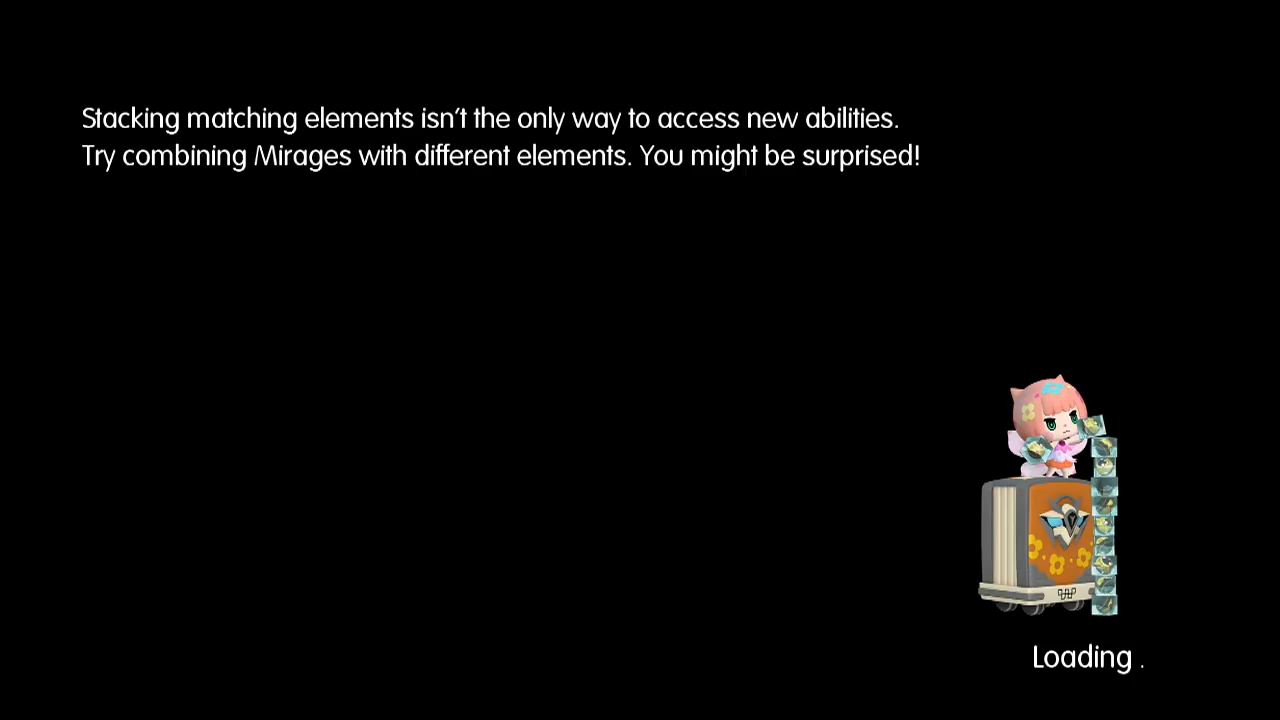 Stacking matching elements isn't the only way to access new abilities.
Try combining Mirages with different elements. You might be surprised!
Loading .